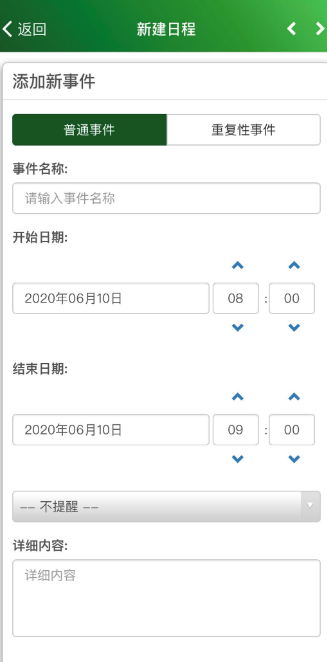 返回 新建日程
添加新事件
普通事件 重复性事件
事件名称:
请输入事件名称
开始日期:
2020年06月10日 08 : 00
结束日期:
2020年06月10日 09 : 00
-- 不提醒 --
详细内容:
详细内容